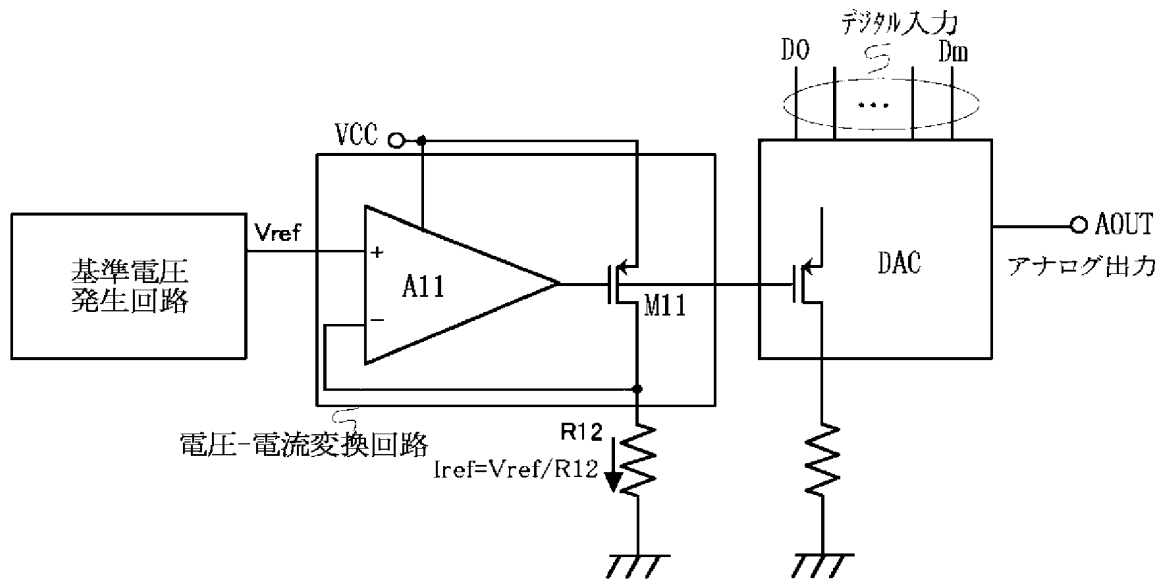 デジタル入力
D0
Dm
…
VCC
Vref
基準電圧
発生回路
+
A11
−
M11
DAC
AOUT
アナログ出力
電圧-電流変換回路
R12
Iref=Vref/R12